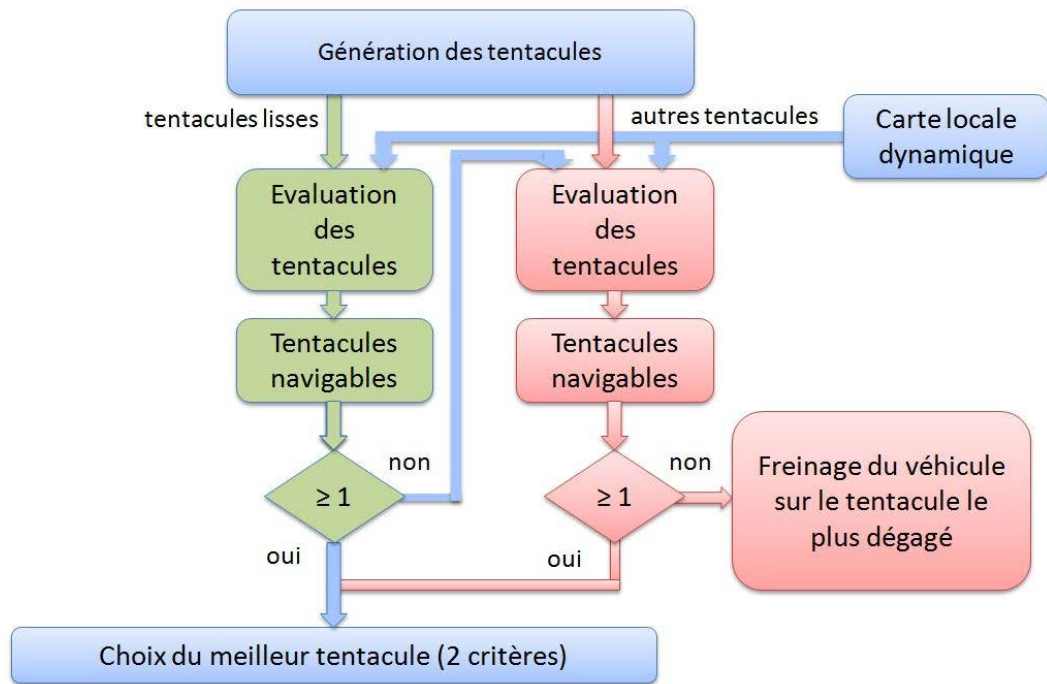 Génération des tentacules
tentacules lisses
autres tentacules
Carte locale
dynamique
Evaluation
des
tentacules
Evaluation
des
tentacules
Tentacules
navigables
Tentacules
navigables
non
non
≥ 1
≥ 1
Freinage du véhicule
sur le tentacule le
plus dégagé
oui
oui
Choix du meilleur tentacule (2 critères)